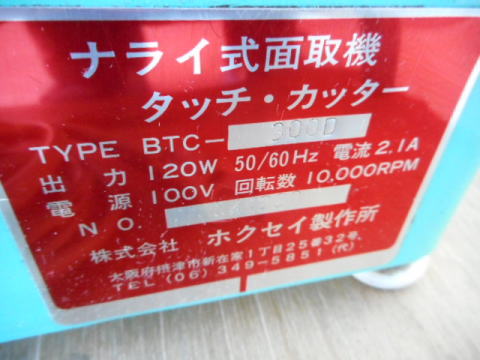 ナライ式面取機
タッチ・カッター
TYPE BTC-300D
出力 120W 50/60Hz 電流2.1A
電源 100V 回転数 10,000RPM
NO.
株式会社 ホクセイ製作所
大阪府摂津市新在家1丁目25番32号
TEL (06) 349-5851(代)